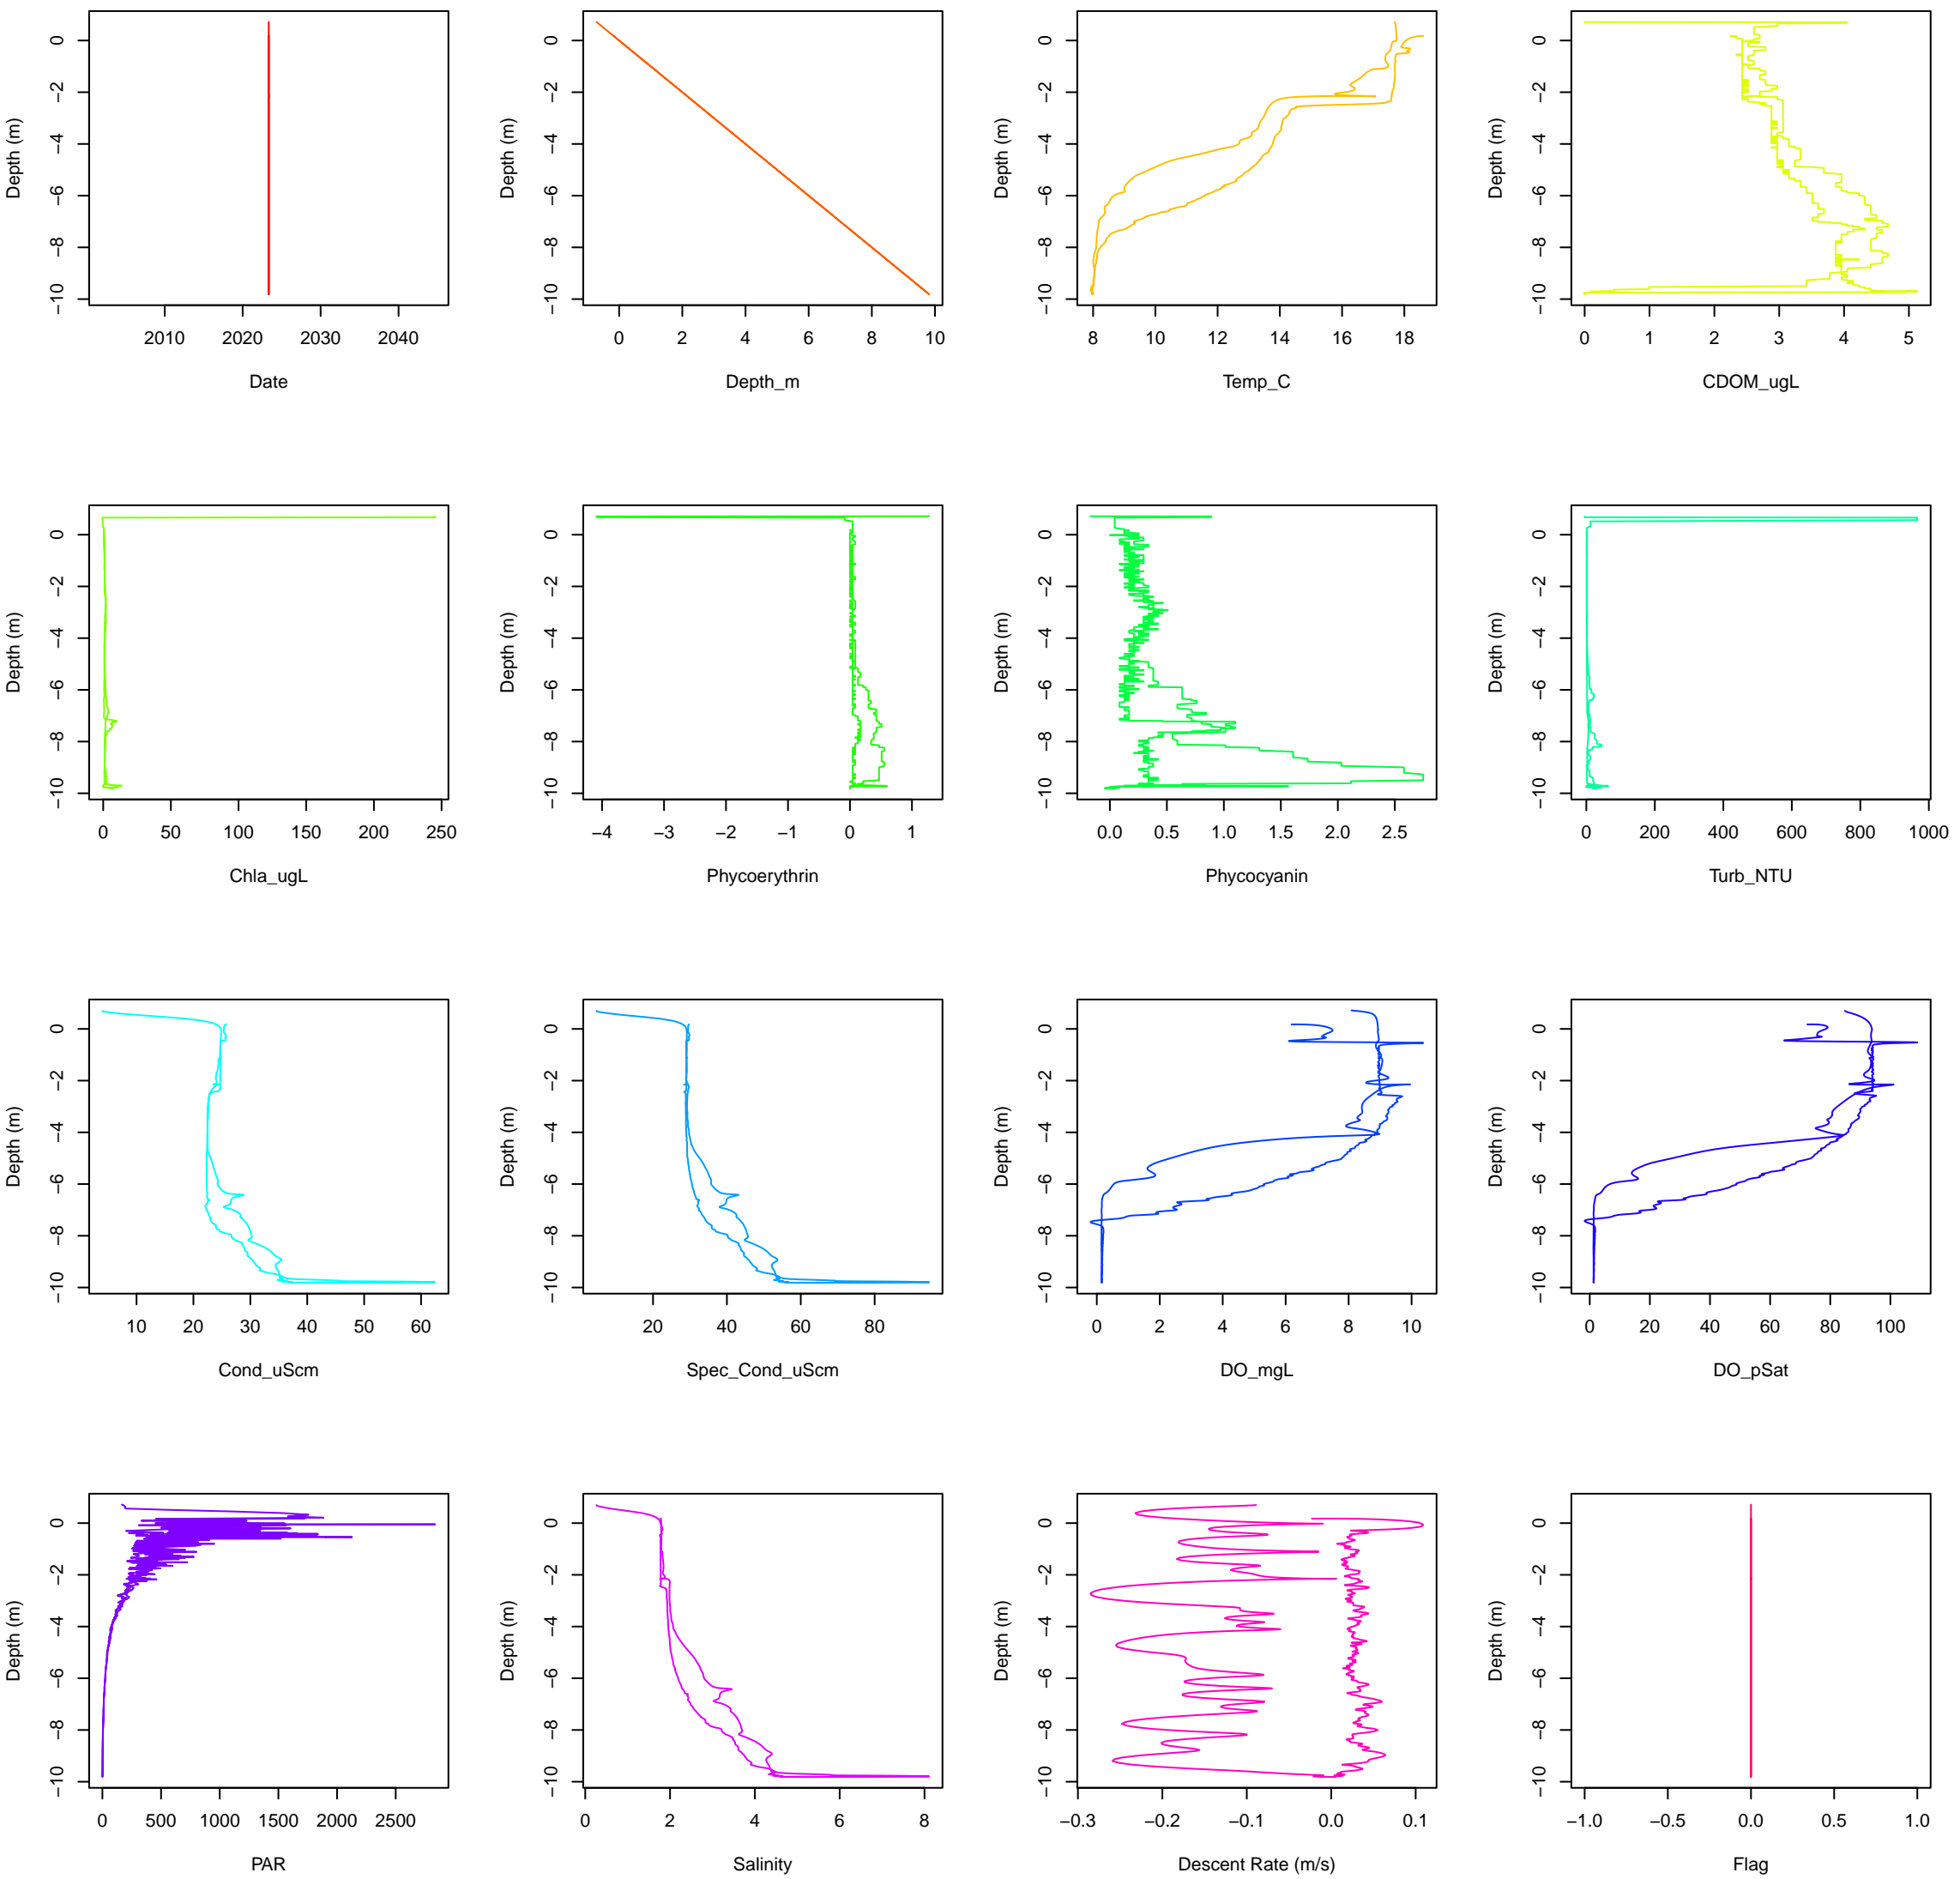 Depth (m)
0
−2
−4
−6
−8
−10
2010 2020 2030 2040
Date
Depth (m)
0
−2
−4
−6
−8
−10
0 2 4 6 8 10
Depth_m
Depth (m)
0
−2
−4
−6
−8
−10
8 10 12 14 16 18
Temp_C
Depth (m)
0
−2
−4
−6
−8
−10
0 1 2 3 4 5
CDOM_ugL
Depth (m)
0
−2
−4
−6
−8
−10
0 50 100 150 200 250
Chla_ugL
Depth (m)
0
−2
−4
−6
−8
−10
−4 −3 −2 −1 0 1
Phycoerythrin
Depth (m)
0
−2
−4
−6
−8
−10
0.0 0.5 1.0 1.5 2.0 2.5
Phycocyanin
Depth (m)
0
−2
−4
−6
−8
−10
0 200 400 600 800 1000
Turb_NTU
Depth (m)
0
−2
−4
−6
−8
−10
10 20 30 40 50 60
Cond_uScm
Depth (m)
0
−2
−4
−6
−8
−10
20 40 60 80
Spec_Cond_uScm
Depth (m)
0
−2
−4
−6
−8
−10
0 2 4 6 8 10
DO_mgL
Depth (m)
0
−2
−4
−6
−8
−10
0 20 40 60 80 100
DO_pSat
Depth (m)
0
−2
−4
−6
−8
−10
0 500 1000 1500 2000 2500
PAR
Depth (m)
0
−2
−4
−6
−8
−10
0 2 4 6 8
Salinity
Depth (m)
0
−2
−4
−6
−8
−10
−0.3 −0.2 −0.1 0.0 0.1
Descent Rate (m/s)
Depth (m)
0
−2
−4
−6
−8
−10
−1.0 −0.5 0.0 0.5 1.0
Flag